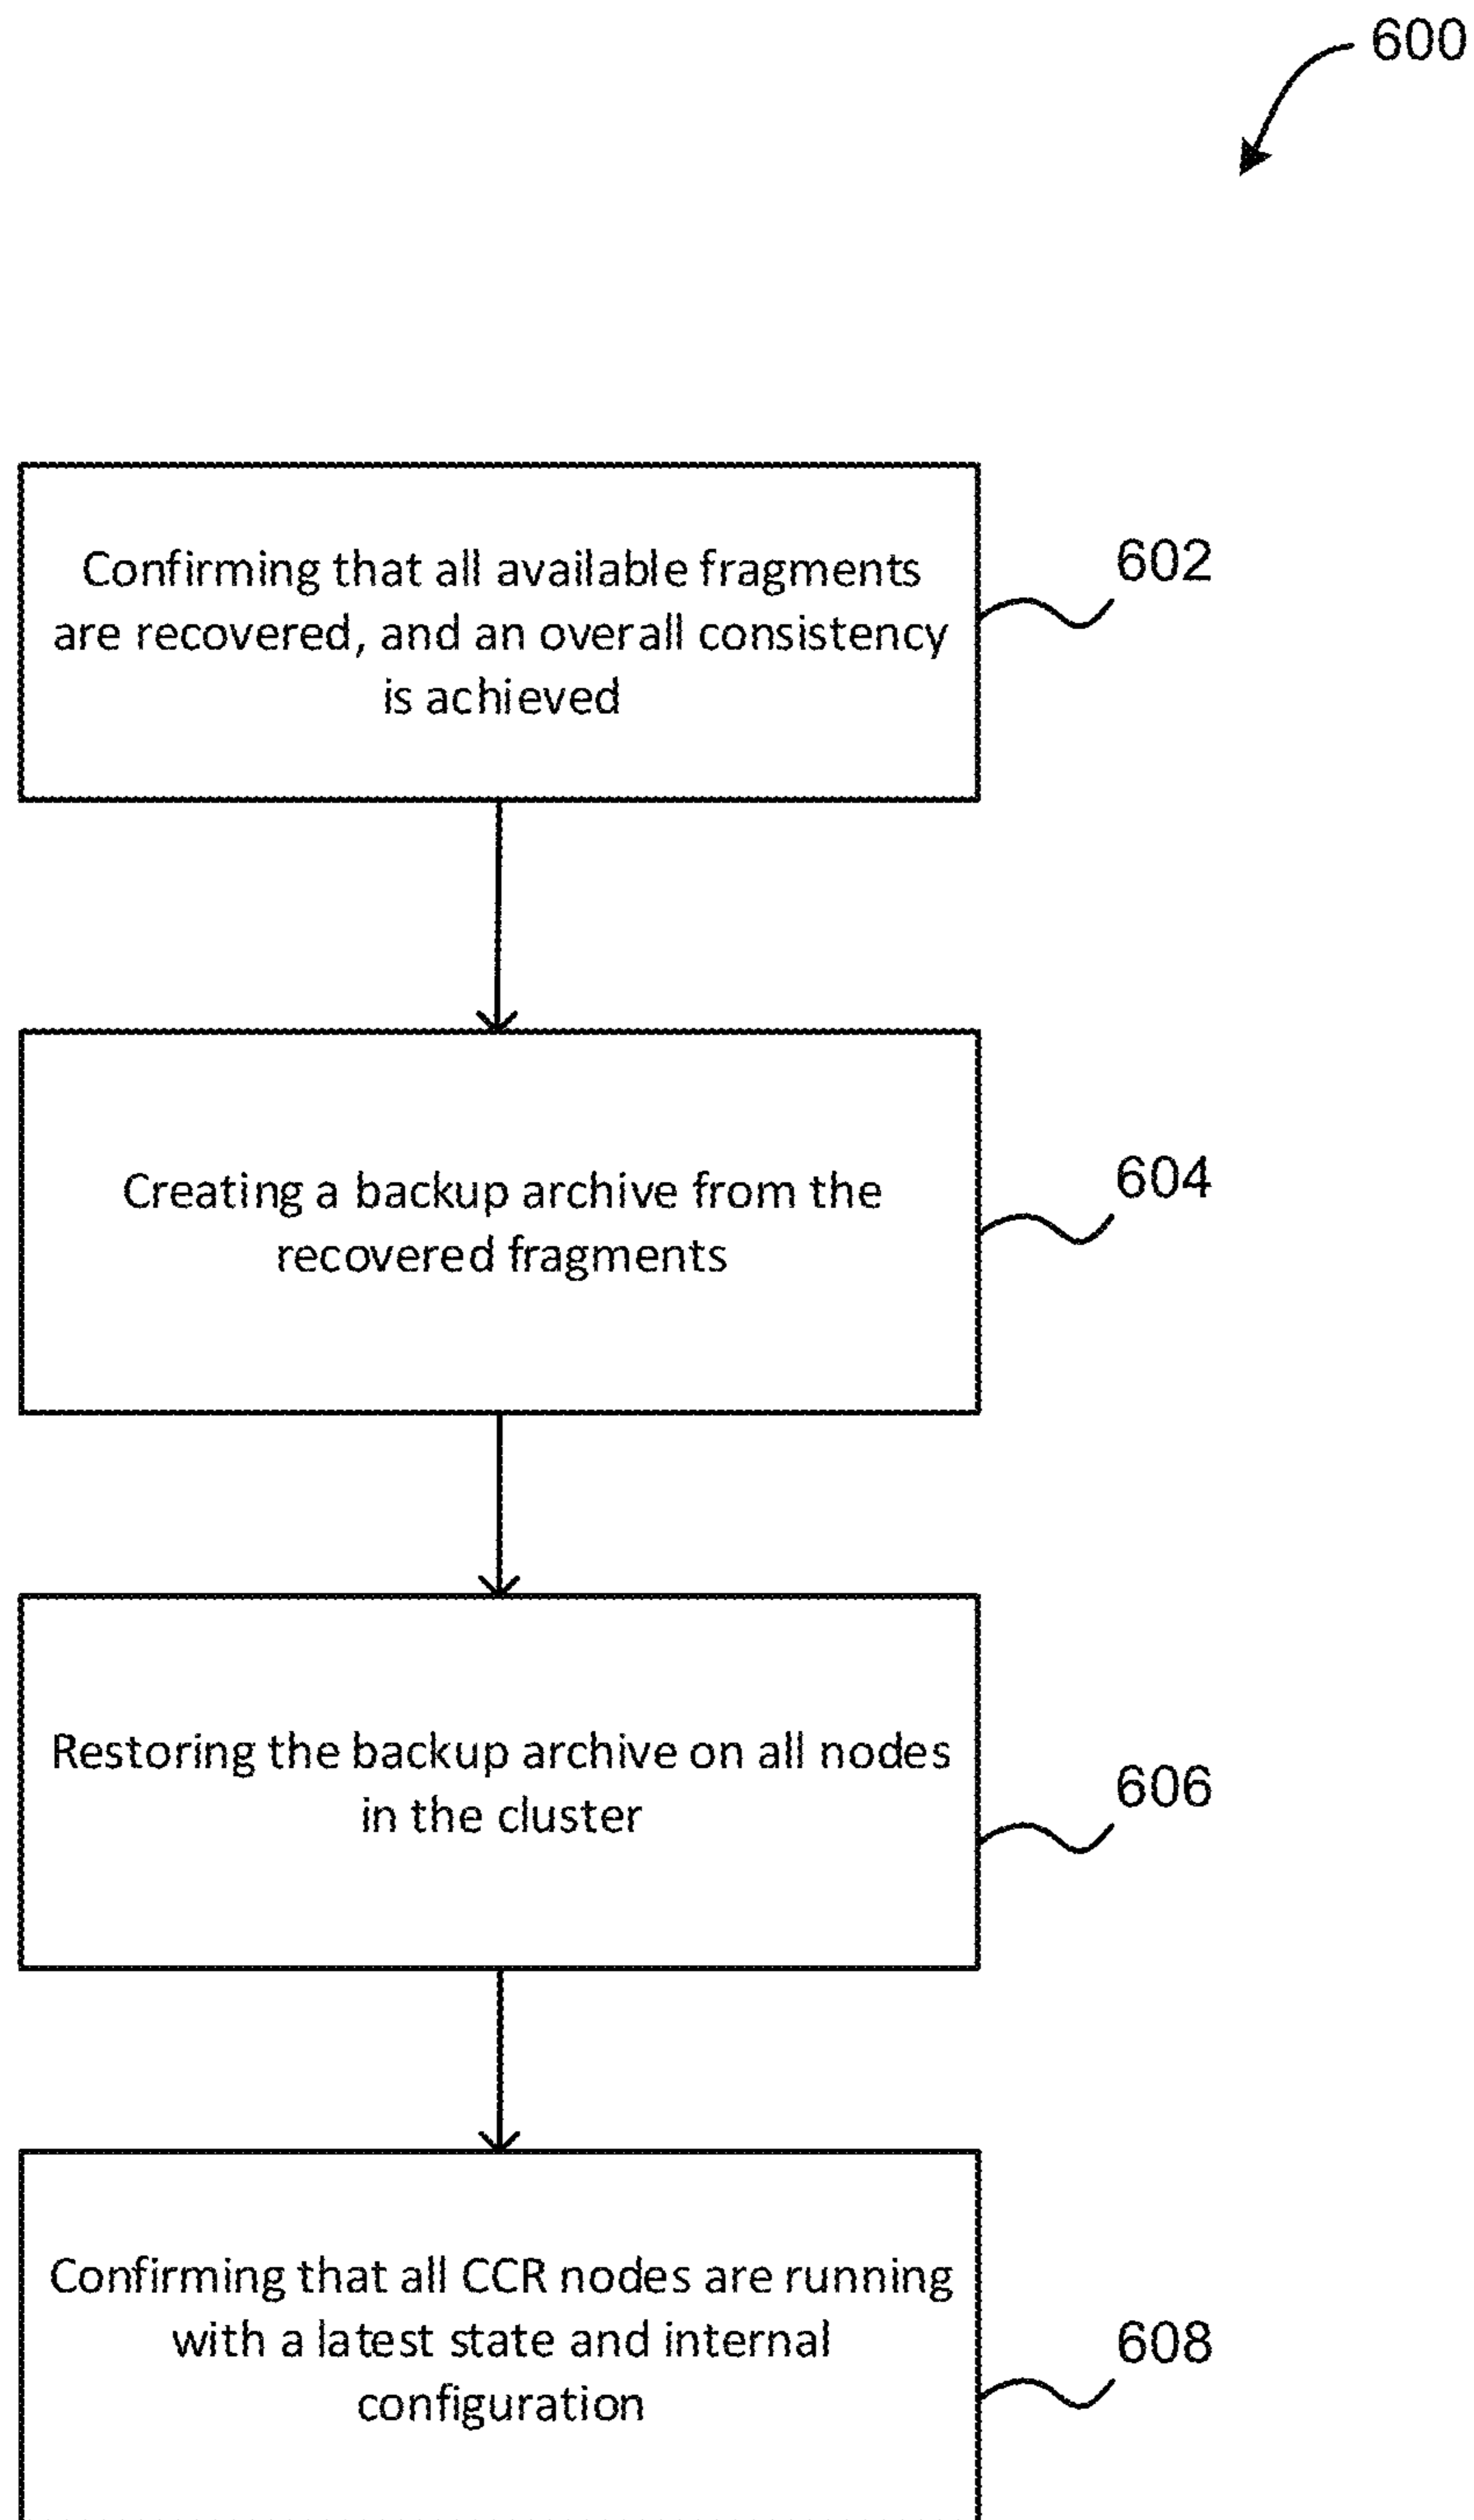 600
Confirming that all available fragments
are recovered, and an overall consistency
is achieved
602
Creating a backup archive from the
recovered fragments
604
Restoring the backup archive on all nodes
in the cluster
606
Confirming that all CCR nodes are running
with a latest state and internal
configuration
608